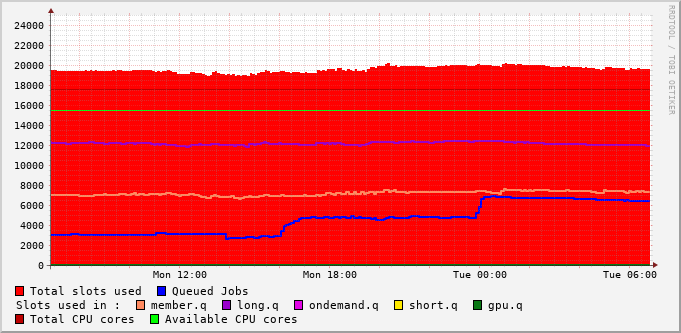 RRDTOOL / TOBI OETIKER
24000
22000
20000
18000
16000
14000
12000
10000
8000
6000
4000
2000
0
Mon 12:00 Mon 18:00 Tue 00:00 Tue 06:00
Total slots used Queued Jobs
Slots used in : member.q long.q ondemand.q short.q gpu.q
Total CPU cores Available CPU cores